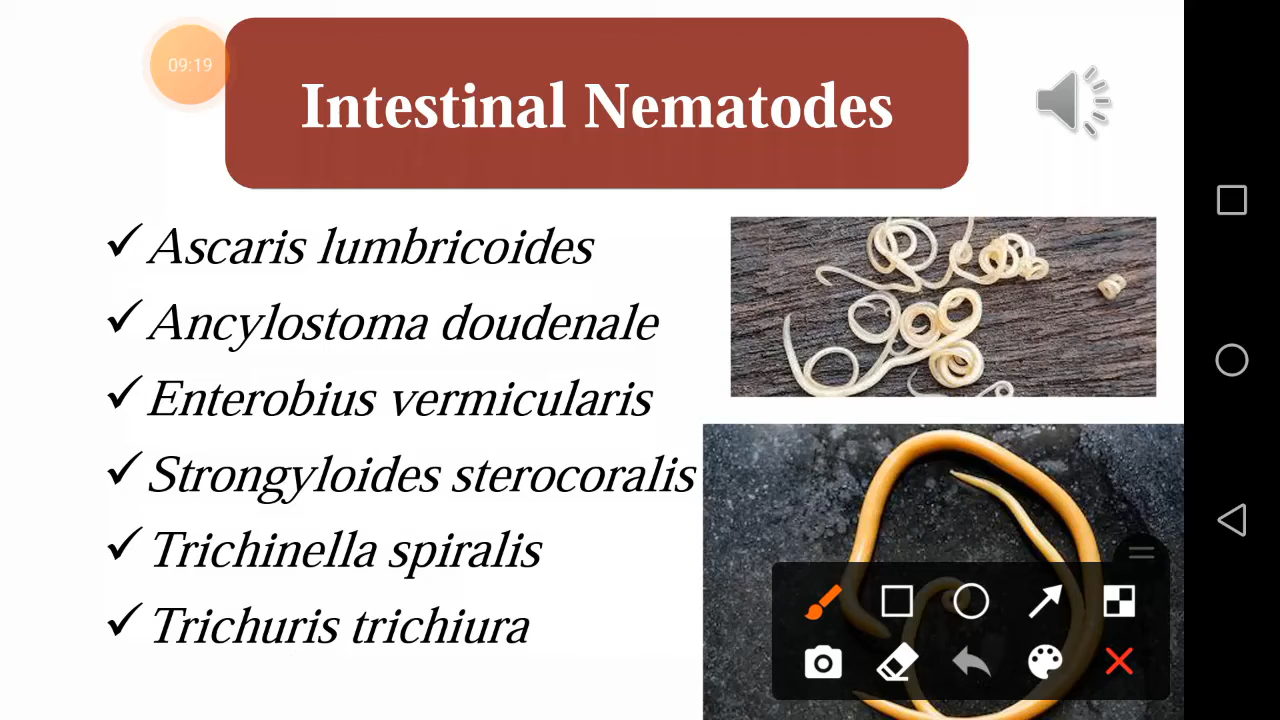 09:19
Intestinal Nematodes
✓ Ascaris lumbricoides
✓ Ancylostoma doudenale
✓ Enterobius vermicularis
✓ Strongyloides sterocoralis
✓ Trichinella spiralis
✓ Trichuris trichiura